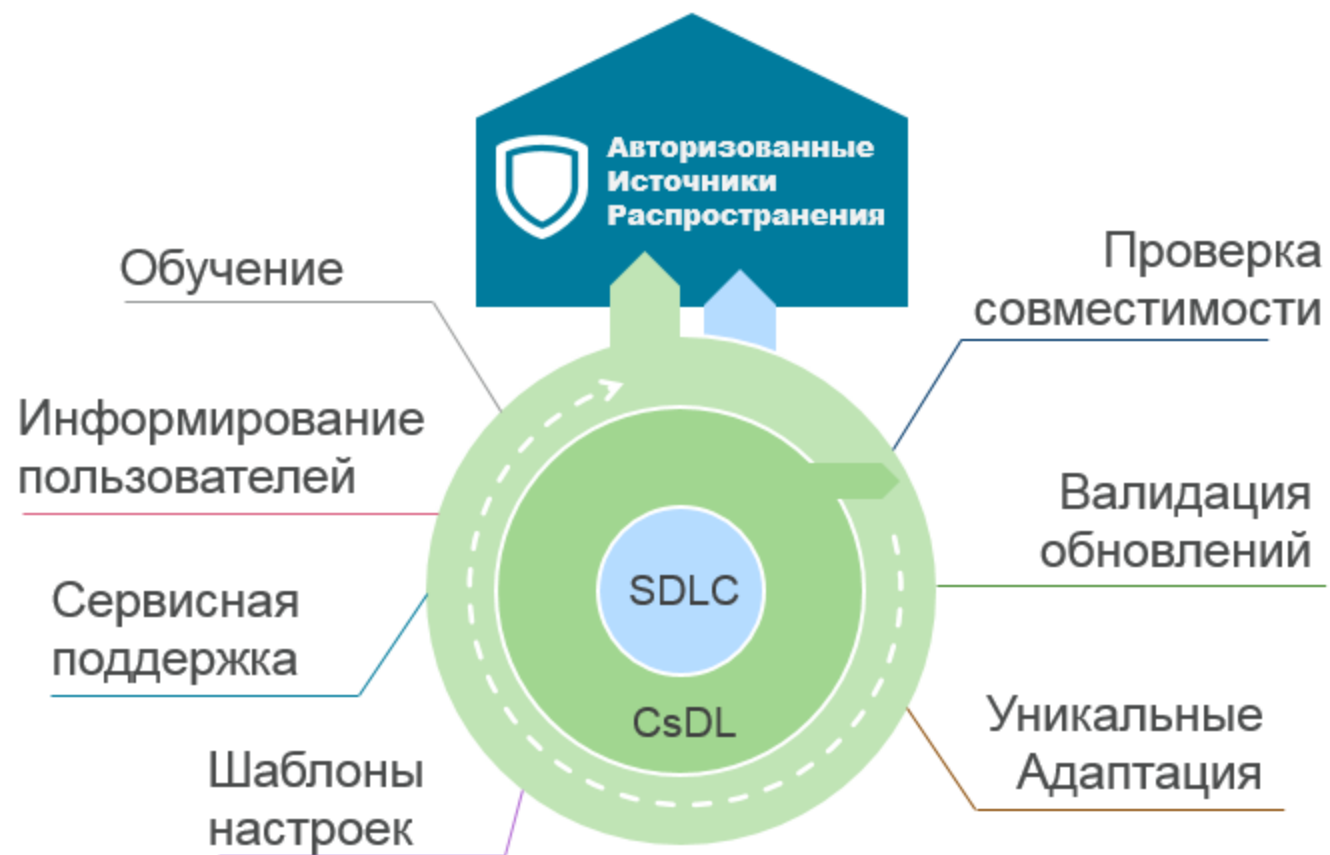 Авторизованные
Источники
Распространения
Обучение
Информирование
пользователей
Сервисная
поддержка
Шаблоны
настроек
Проверка
совместимости
Валидация
обновлений
Уникальные
Адаптация
SDLC
CsDL